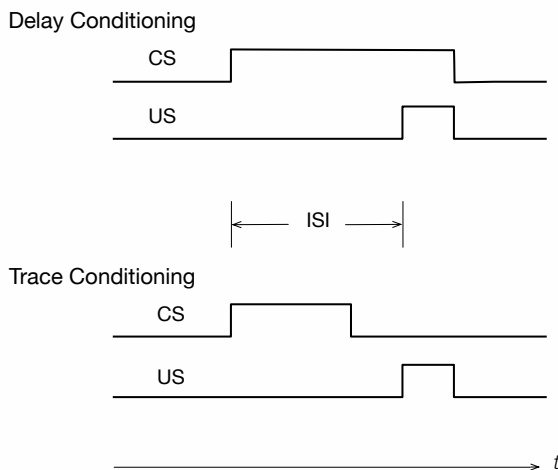 Delay Conditioning
CS
US
ISI
Trace Conditioning
CS
US
t